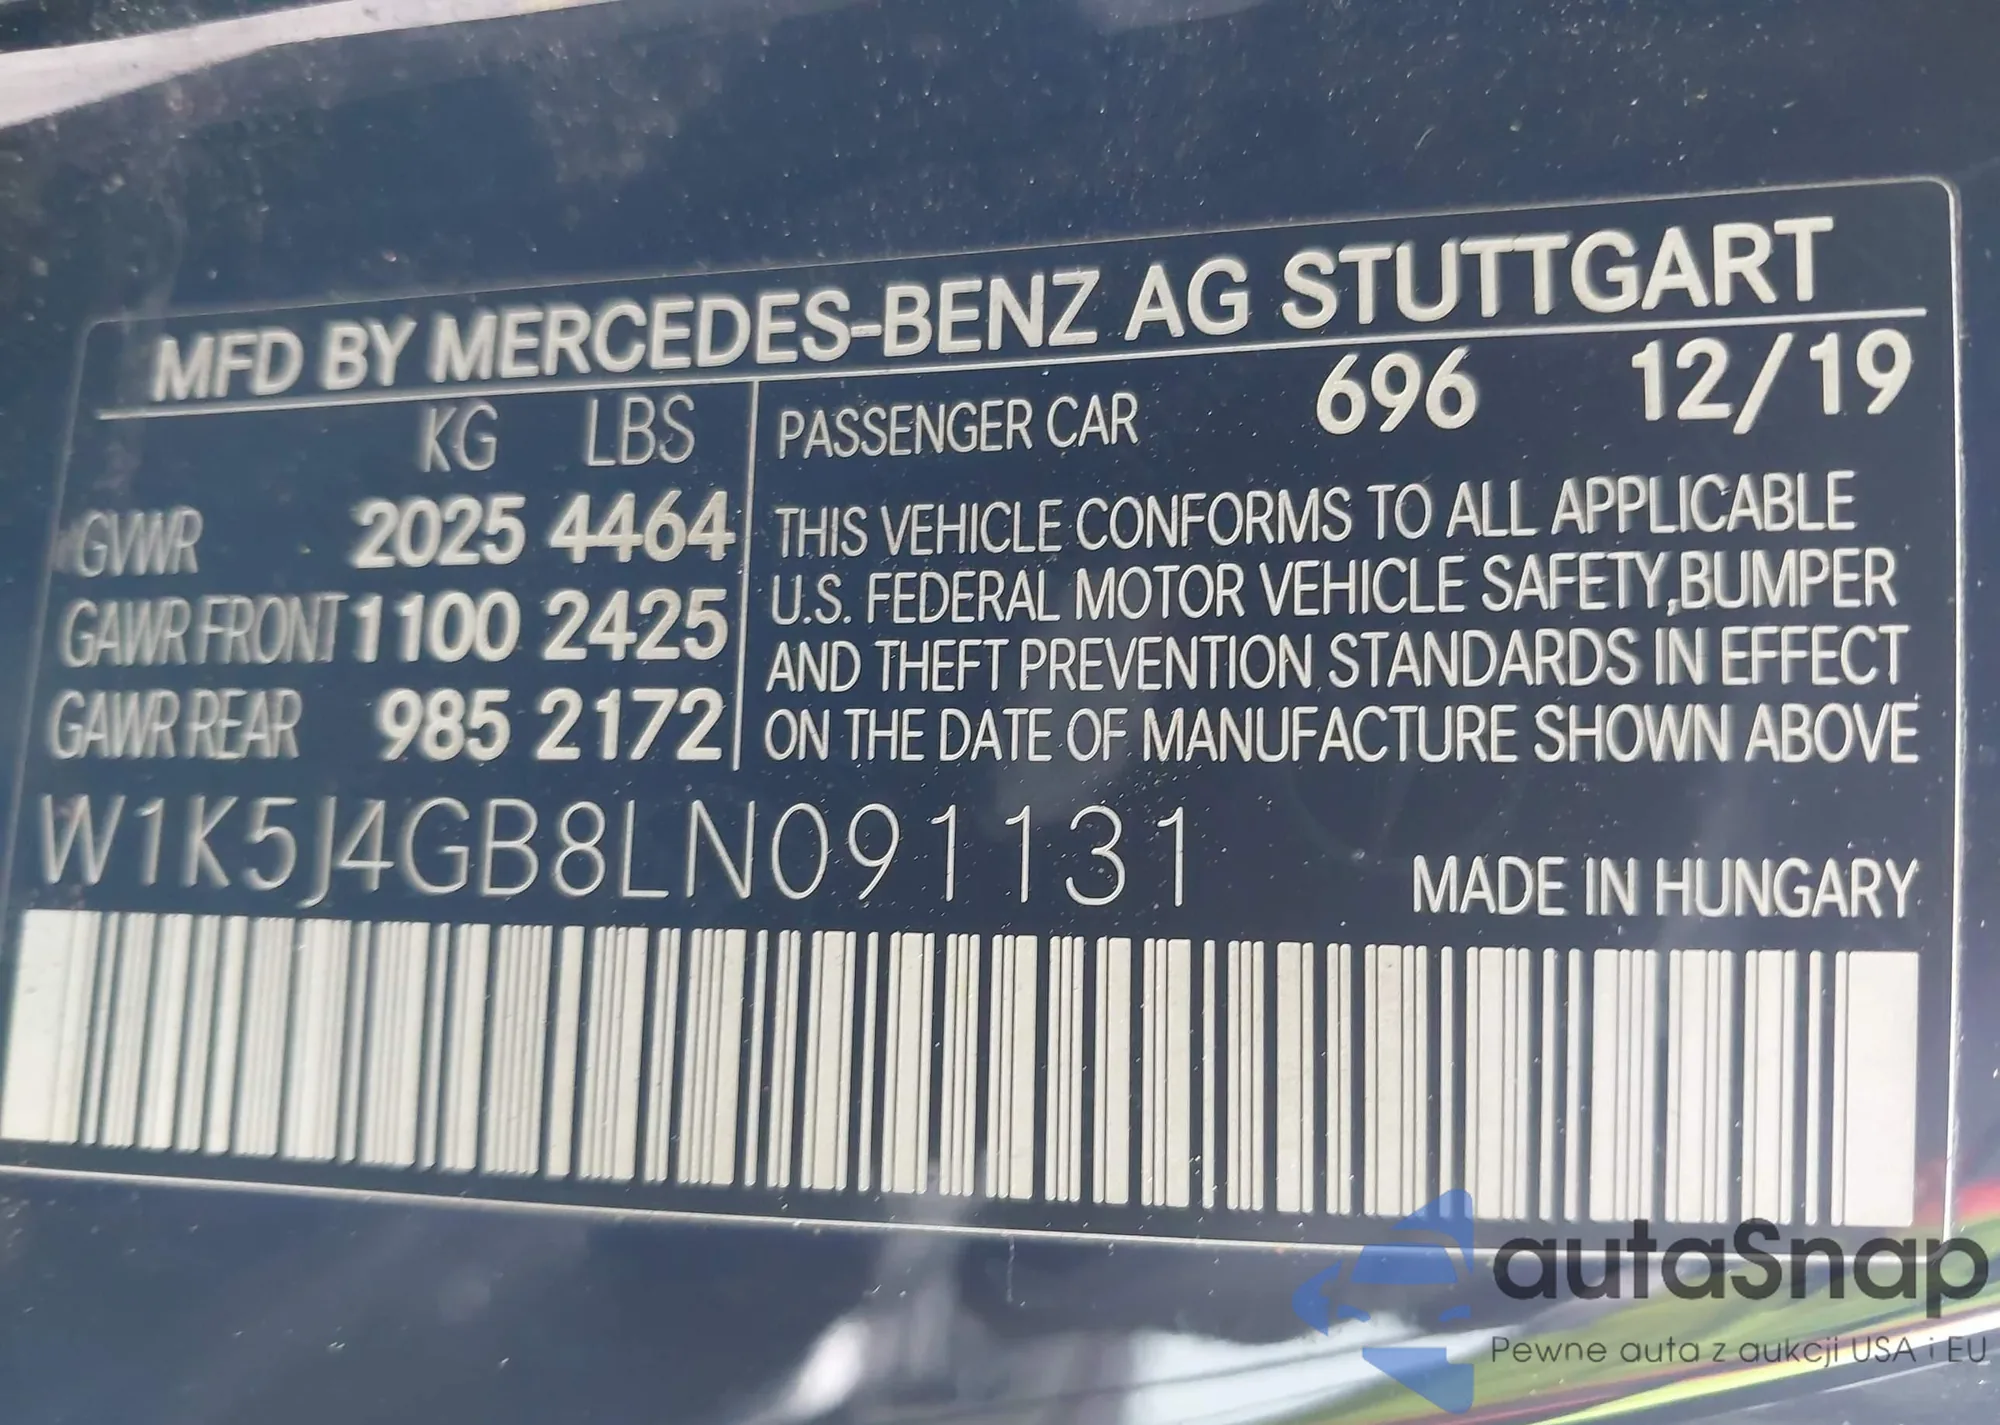 MFD BY MERCEDES-BENZ AG STUTTGART
KG LBS
GVWR 2025 4464
GAWR FRONT 1100 2425
GAWR REAR 985 2172
PASSENGER CAR 696 12/19
THIS VEHICLE CONFORMS TO ALL APPLICABLE
U.S. FEDERAL MOTOR VEHICLE SAFETY,BUMPER
AND THEFT PREVENTION STANDARDS IN EFFECT
ON THE DATE OF MANUFACTURE SHOWN ABOVE
W1K5J4GB8LN091131
MADE IN HUNGARY
autaSnap
Pewne auta z aukcji USA i EU